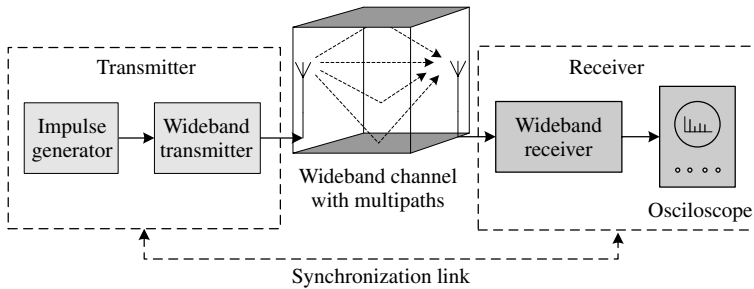 Transmitter
Receiver
Impulse
generator
Wideband
transmitter
Wideband channel
with multipaths
Wideband
receiver
Osciloscope
Synchronization link